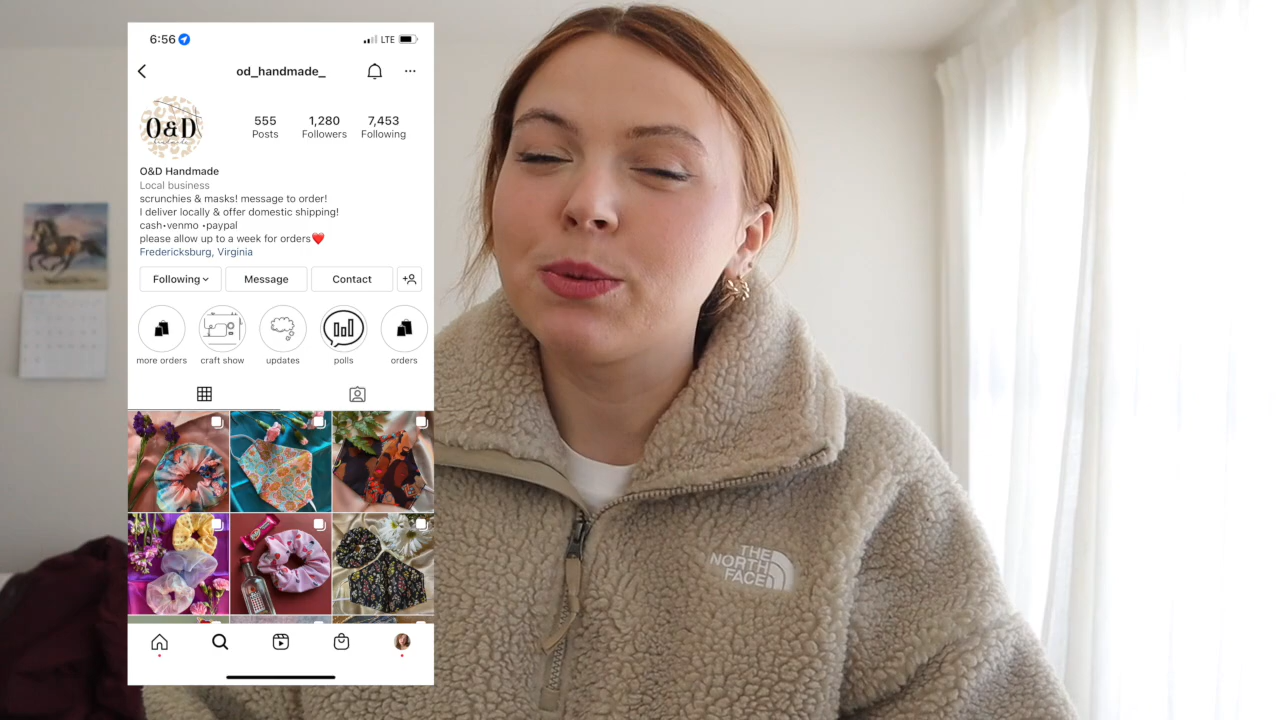 6:56
LTE
od_handmade_
O&D
handmade
555
Posts
1,280
Followers
7,453
Following
O&D Handmade
Local business
scrunchies & masks! message to order!
I deliver locally & offer domestic shipping!
cash•venmo •paypal
please allow up to a week for orders❤️
Fredericksburg, Virginia
Following
Message
Contact
more orders
craft show
updates
polls
orders
THE
NORTH
FACE